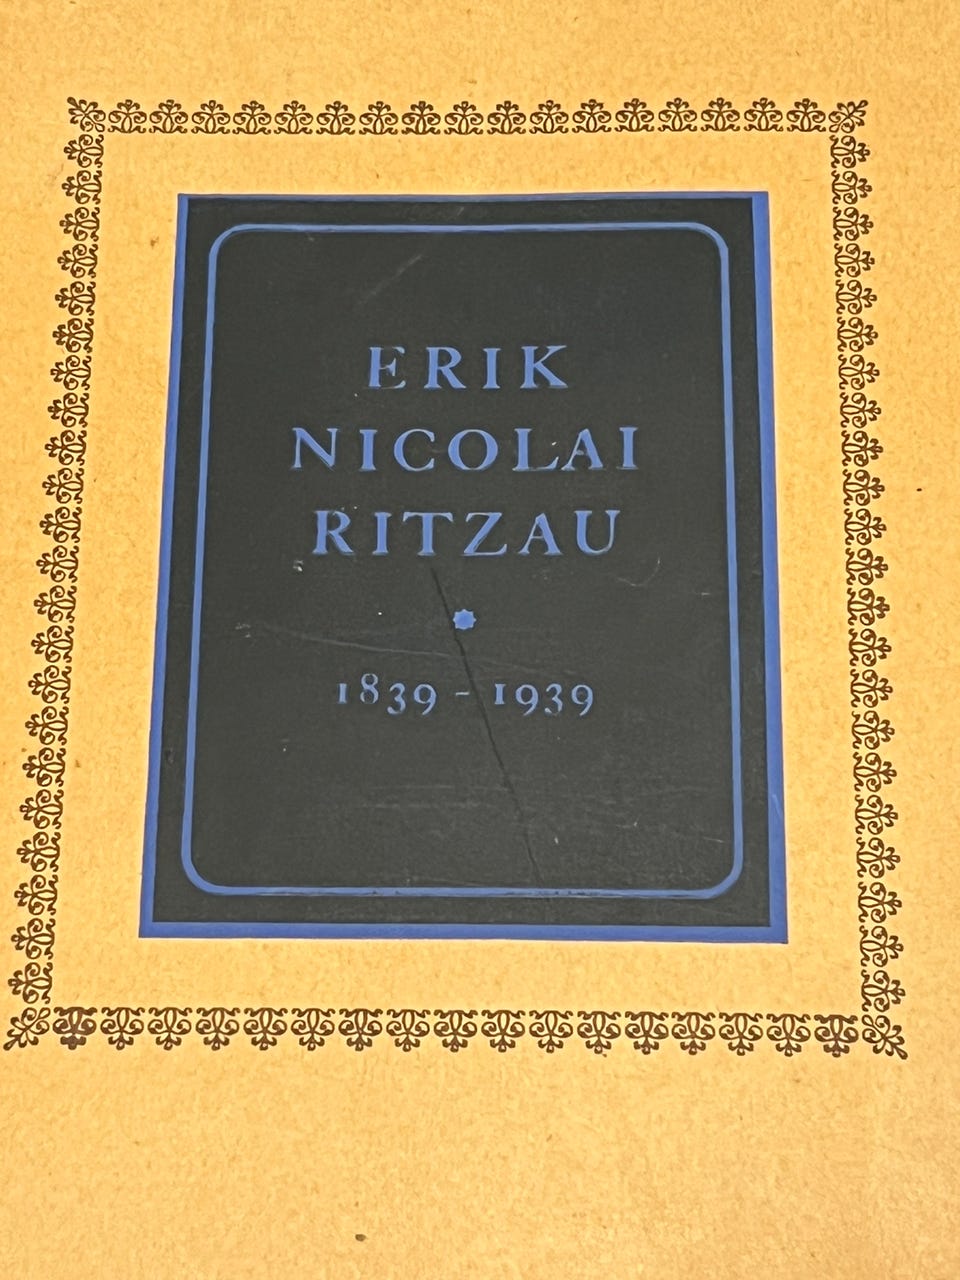 ERIK
NICOLAI
RITZAU
1839 - 1939